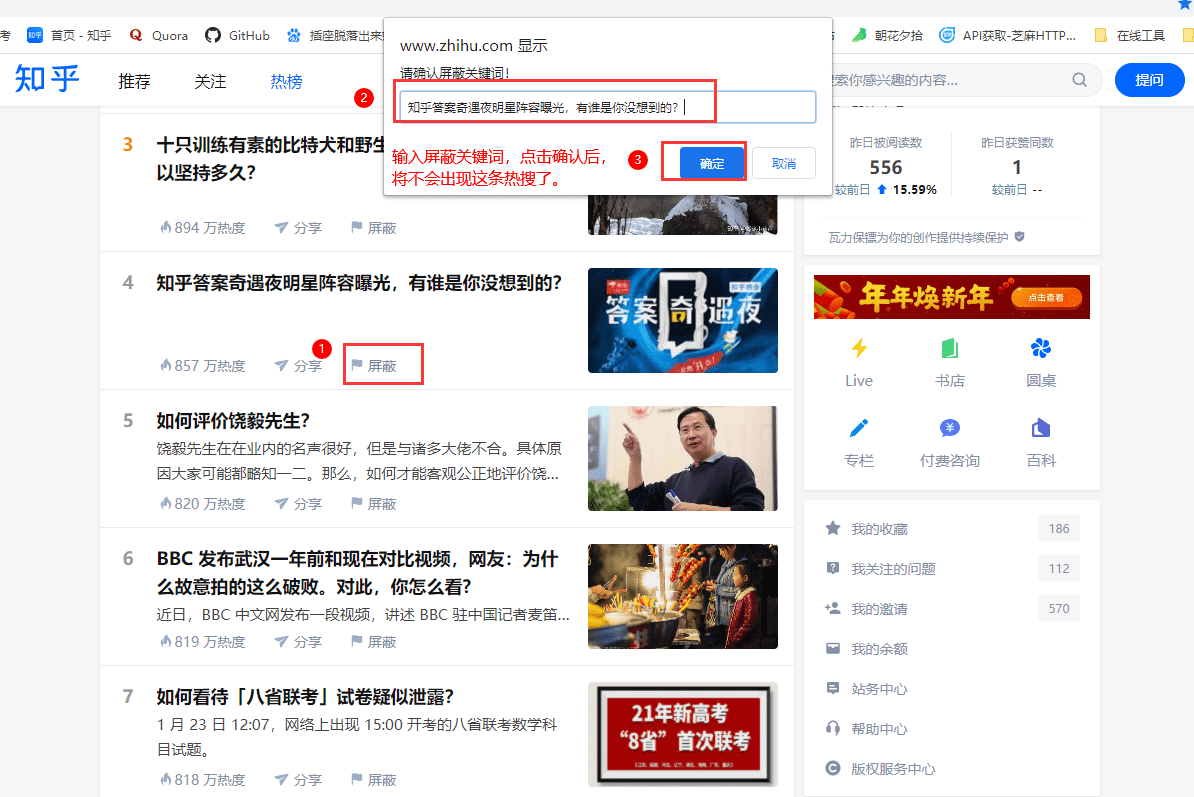 考
知乎
首页 - 知乎
Quora
GitHub
插座脱落出来
朝花夕拾
API获取-芝麻HTTP...
在线工具
知乎
推荐
关注
热榜
索你感兴趣的内容...
提问
www.zhihu.com 显示
请确认屏蔽关键词!
知乎答案奇遇夜明星阵容曝光，有谁是你没想到的？
确定
取消
2
3
输入屏蔽关键词，点击确认后，
将不会出现这条热搜了。
3
十只训练有素的比特犬和野生
以坚持多久？
894 万热度
分享
屏蔽
4
知乎答案奇遇夜明星阵容曝光，有谁是你没想到的？
857 万热度
分享
1
屏蔽
答案奇遇夜
知乎晚会
5
如何评价饶毅先生？
饶毅先生在在业内的名声很好，但是与诸多大佬不合。具体原
因大家可能都略知一二。那么，如何才能客观公正地评价饶...
820 万热度
分享
屏蔽
6
BBC 发布武汉一年前和现在对比视频，网友：为什
么故意拍的这么破败。对此，你怎么看？
近日，BBC 中文网发布一段视频，讲述 BBC 驻中国记者麦笛...
819 万热度
分享
屏蔽
7
如何看待「八省联考」试卷疑似泄露？
1 月 23 日 12:07，网络上出现 15:00 开考的八省联考数学科
目试题。
818 万热度
分享
屏蔽
21年新高考
“8省”首次联考
昨日被阅读数
556
较前日 15.59%
昨日获赞同数
1
较前日 --
瓦力保镖为你的创作提供持续保护
年年焕新年
点击查看
Live
书店
圆桌
专栏
付费咨询
百科
我的收藏
186
我关注的问题
112
我的邀请
570
我的余额
站务中心
帮助中心
版权服务中心